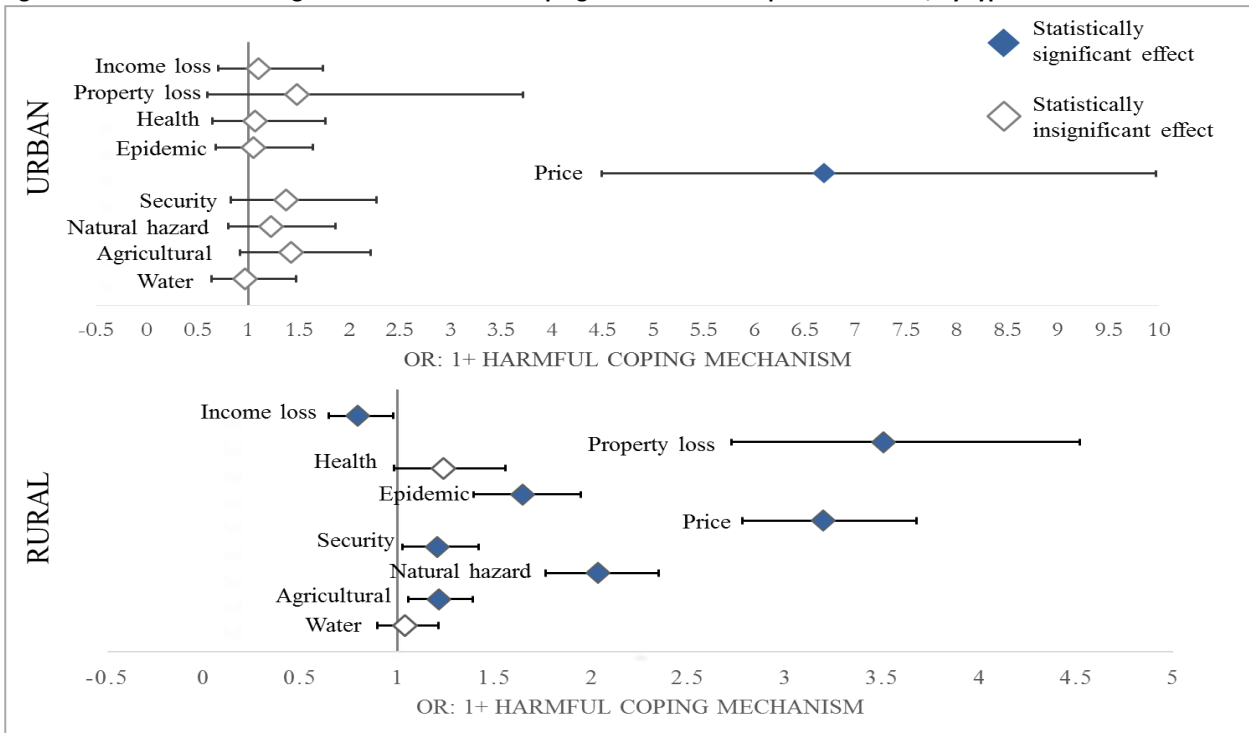 Statistically
significant effect
Statistically
insignificant effect
URBAN
Income loss
Property loss
Health
Epidemic
Price
Security
Natural hazard
Agricultural
Water
-0.5 0 0.5 1 1.5 2 2.5 3 3.5 4 4.5 5 5.5 6 6.5 7 7.5 8 8.5 9 9.5 10
OR: 1+ HARMFUL COPING MECHANISM
RURAL
Income loss
Property loss
Health
Epidemic
Price
Security
Natural hazard
Agricultural
Water
-0.5 0 0.5 1 1.5 2 2.5 3 3.5 4 4.5 5
OR: 1+ HARMFUL COPING MECHANISM